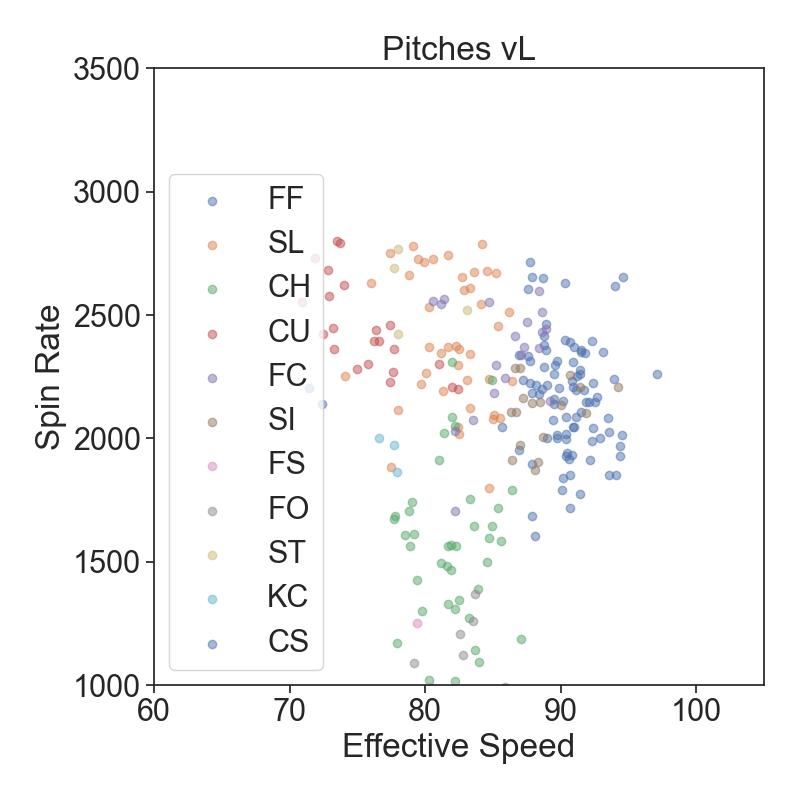 Pitches vL
3500
3000
2500
2000
1500
1000
Spin Rate
FF
SL
CH
CU
FC
SI
FS
FO
ST
KC
CS
60 70 80 90 100
Effective Speed